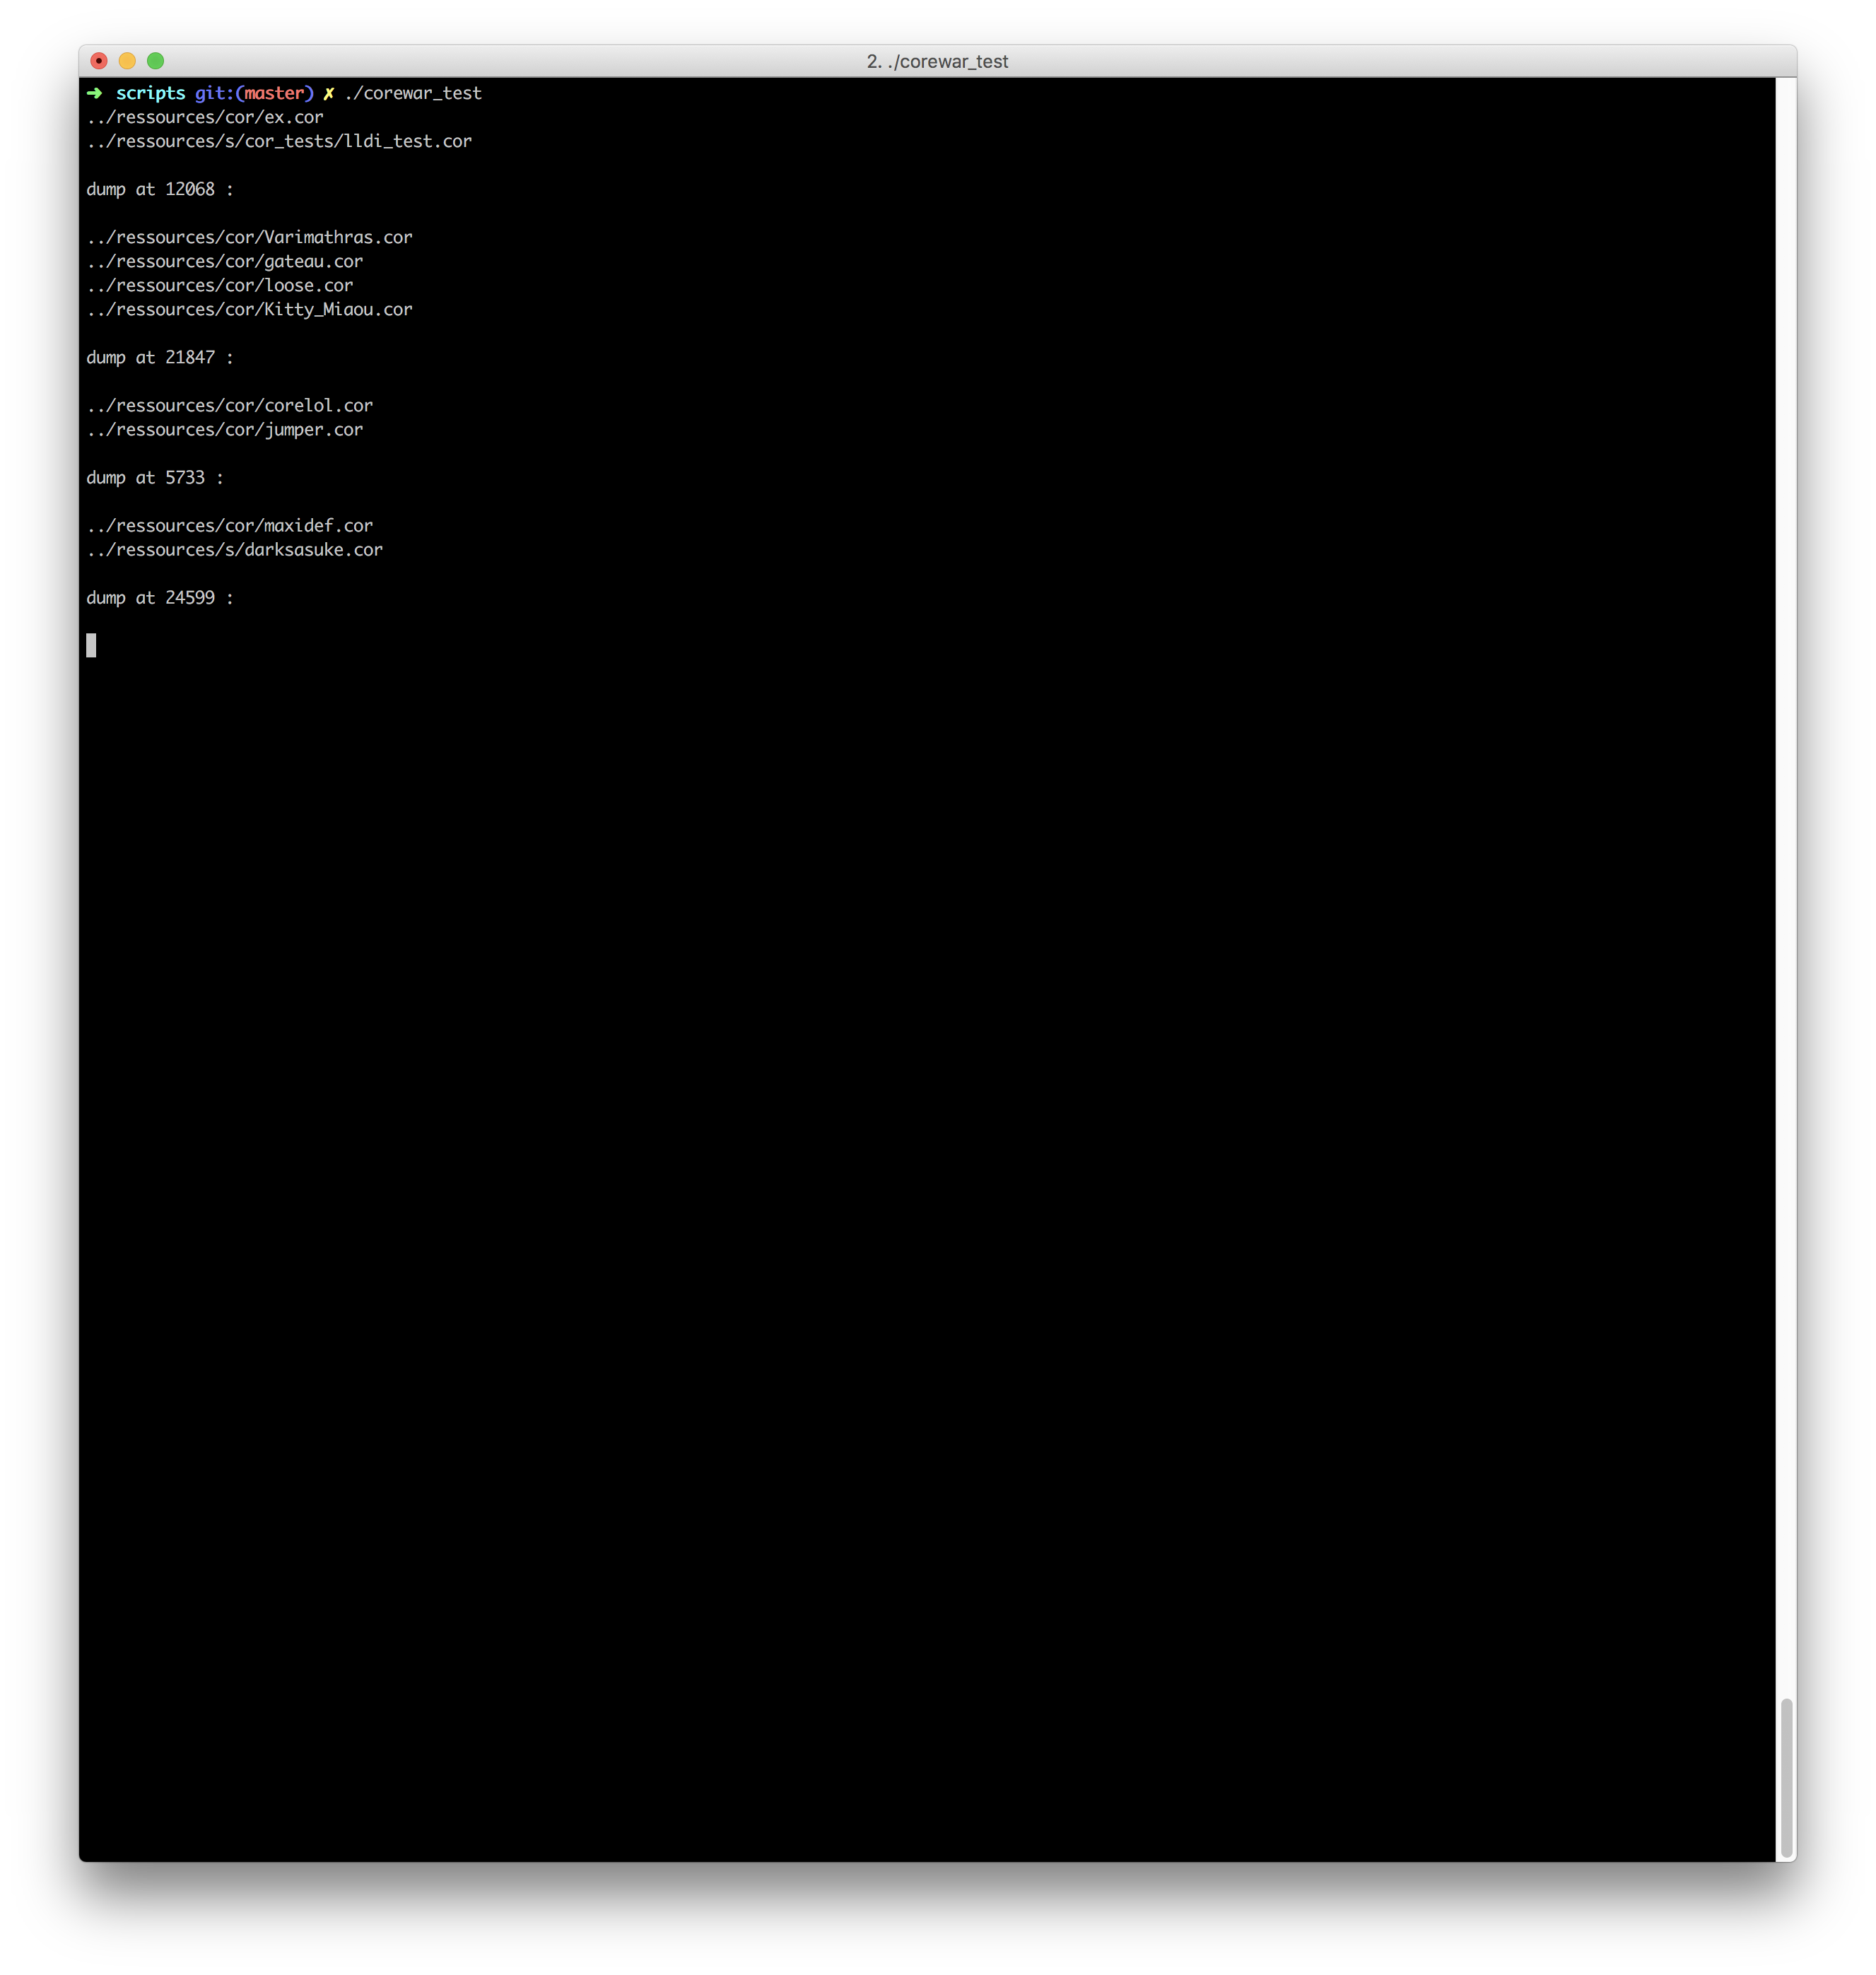 2. ./corewar_test
➜ scripts git:(master) ✗ ./corewar_test
../ressources/cor/ex.cor
../ressources/s/cor_tests/lldi_test.cor
dump at 12068 :
../ressources/cor/Varimathras.cor
../ressources/cor/gateau.cor
../ressources/cor/loose.cor
../ressources/cor/Kitty_Miaou.cor
dump at 21847 :
../ressources/cor/corelol.cor
../ressources/cor/jumper.cor
dump at 5733 :
../ressources/cor/maxidef.cor
../ressources/s/darksasuke.cor
dump at 24599 :